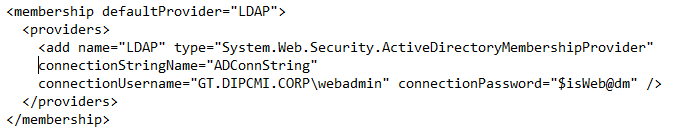 <membership defaultProvider="LDAP">
<providers>
<add name="LDAP" type="System.Web.Security.ActiveDirectoryMembershipProvider"
connectionStringName="ADConnString"
connectionUsername="GT.DIPCMI.CORP\webadmin" connectionPassword="$isWeb@dm" />
</providers>
</membership>